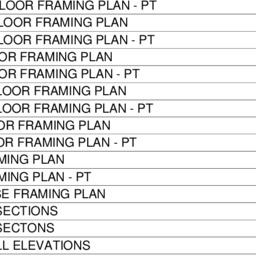 LOOR FRAMING PLAN - PT
LOOR FRAMING PLAN
LOOR FRAMING PLAN - PT
OR FRAMING PLAN
OR FRAMING PLAN - PT
LOOR FRAMING PLAN
LOOR FRAMING PLAN - PT
OR FRAMING PLAN
OR FRAMING PLAN - PT
MING PLAN
MING PLAN - PT
SE FRAMING PLAN
SECTIONS
SECTONS
LL ELEVATIONS